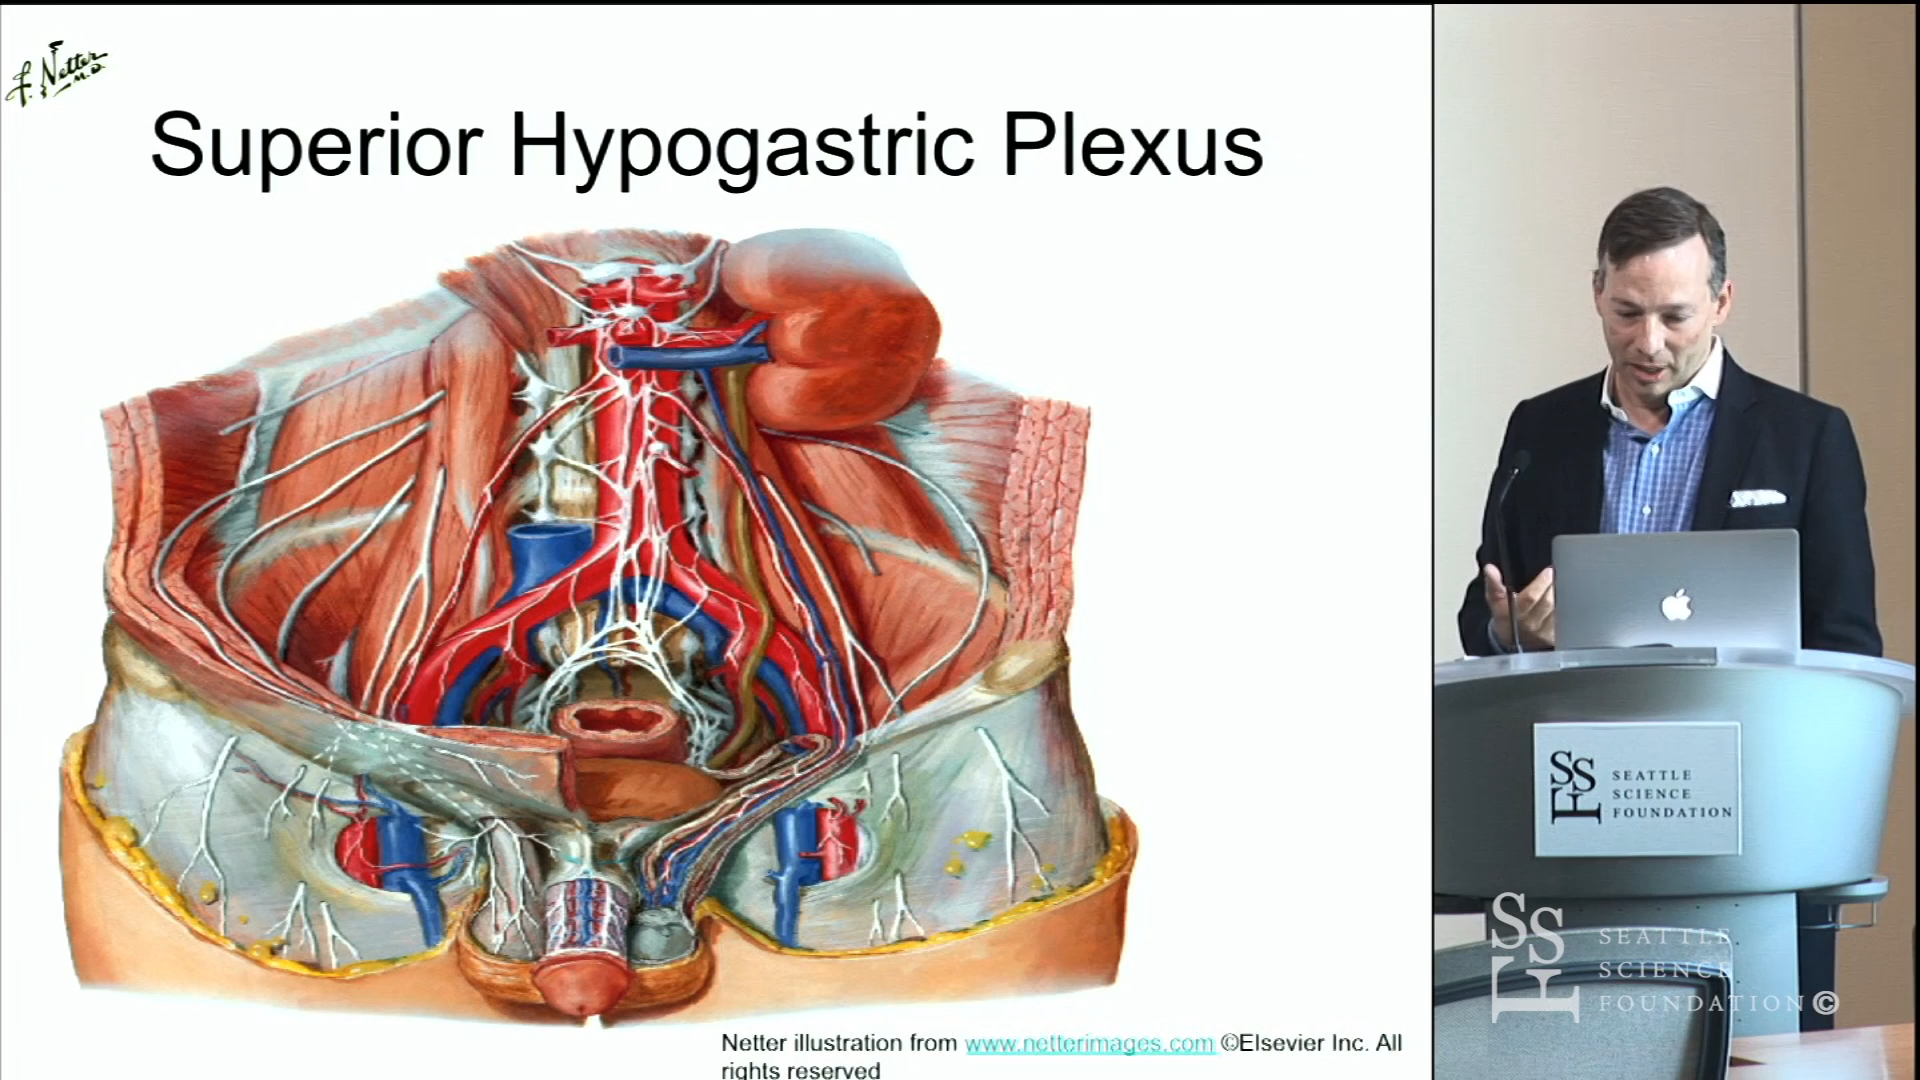 F. Netter
M.D.
Superior Hypogastric Plexus
Netter illustration from www.netterimages.com ©Elsevier Inc. All
rights reserved
SSF
SEATTLE
SCIENCE
FOUNDATION
SSF
SEATTLE
SCIENCE
FOUNDATION©